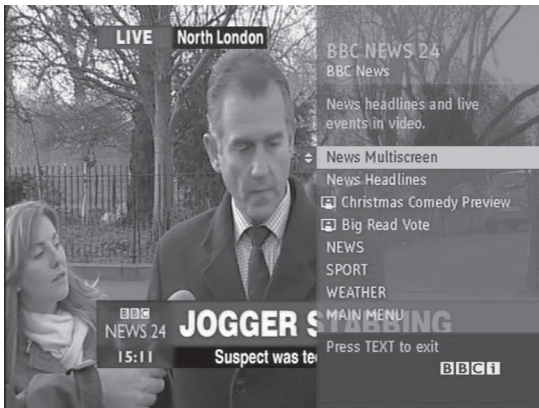 LIVE North London
BBC NEWS 24
BBC News
News headlines and live
events in video.
News Multiscreen
News Headlines
Christmas Comedy Preview
Big Read Vote
NEWS
SPORT
WEATHER
MAIN MENU
Press TEXT to exit
BBCi
BBC
NEWS 24
15:11
JOGGER STABBING
Suspect was